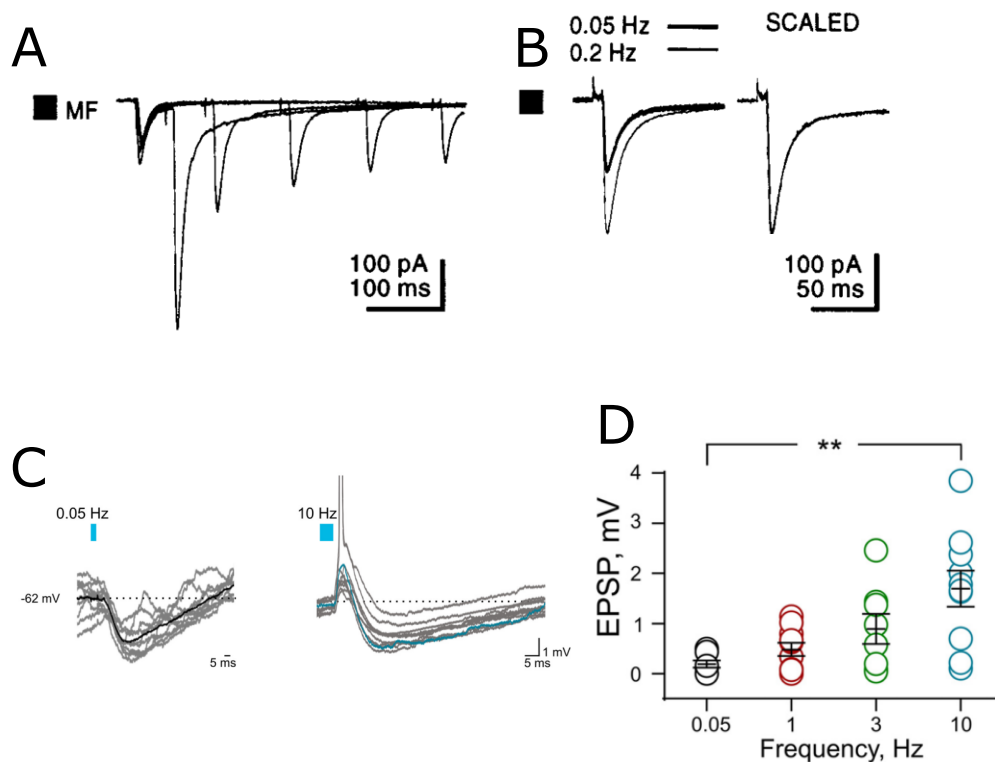 A
MF
100 pA
100 ms
B
0.05 Hz
0.2 Hz
SCALED
100 pA
50 ms
C
0.05 Hz
-62 mV
5 ms
10 Hz
1 mV
5 ms
D
**
EPSP, mV
4
3
2
1
0
0.05
1
3
10
Frequency, Hz